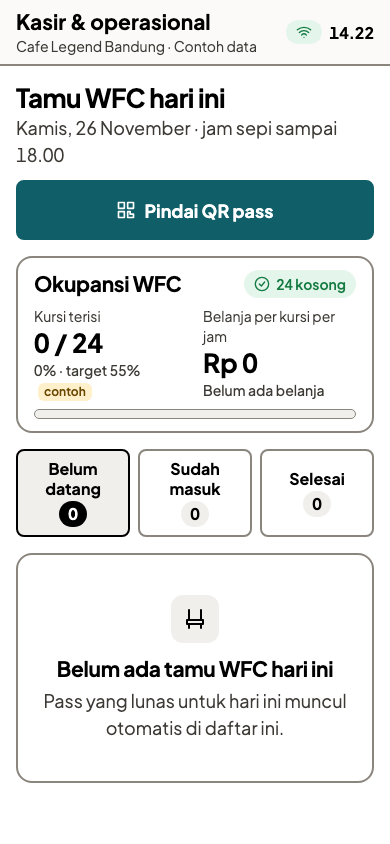 Kasir & operasional
Cafe Legend Bandung · Contoh data
14.22
Tamu WFC hari ini
Kamis, 26 November · jam sepi sampai
18.00
Pindai QR pass
Okupansi WFC
24 kosong
Kursi terisi
0 / 24
0% · target 55%
contoh
Belanja per kursi per
jam
Rp 0
Belum ada belanja
Belum
datang
0
Sudah
masuk
0
Selesai
0
Belum ada tamu WFC hari ini
Pass yang lunas untuk hari ini muncul
otomatis di daftar ini.